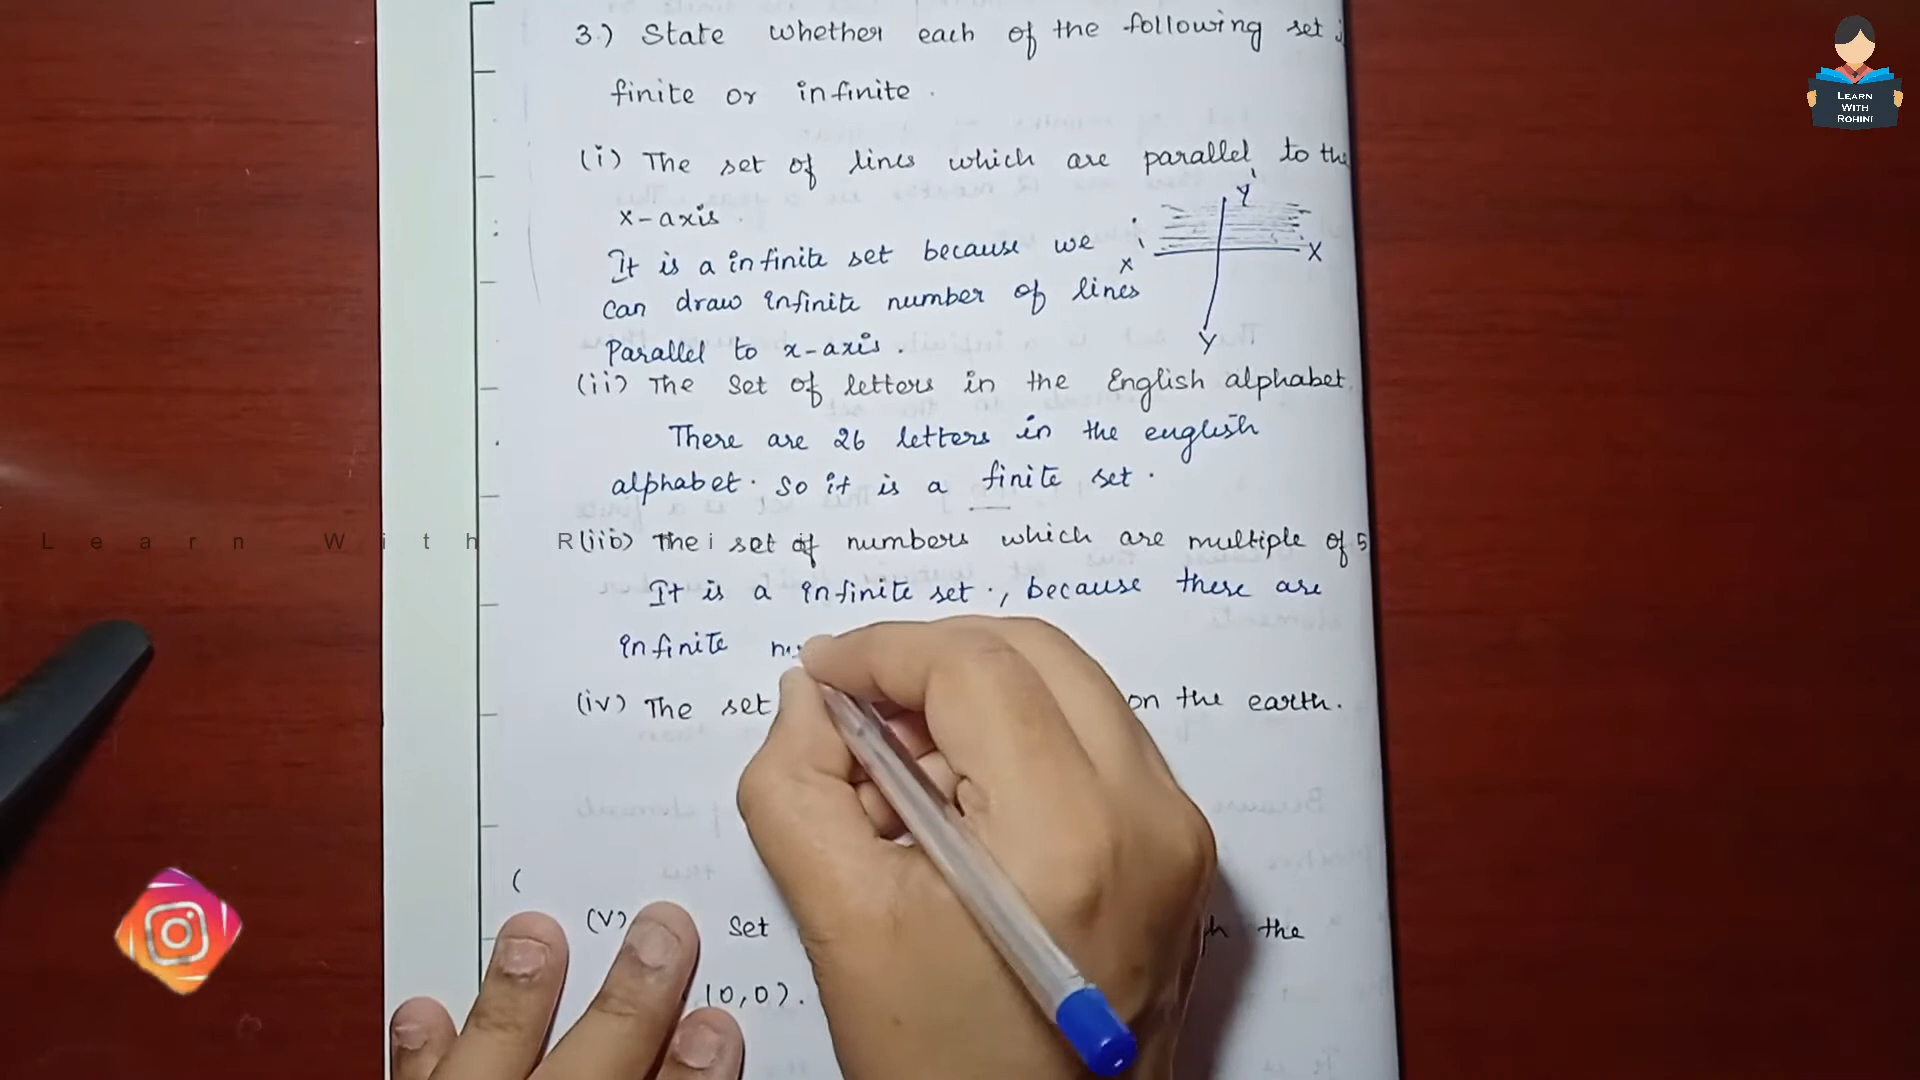 3.) State whether each of the following set
finite or infinite.
(i) The set of lines which are parallel to the
x-axis.
It is a infinite set because we
can draw infinite number of lines
Parallel to x-axis.
Y'
X
X
Y
(ii) The Set of letters in the English alphabet.
There are 26 letters in the english
alphabet. So it is a finite set.
Learn With R
(iii) The set of numbers which are multiple of 5
It is a infinite set., because there are
infinite
(iv) The set on the earth.
(
(V) Set the
(0,0).
LEARN
WITH
ROHINI